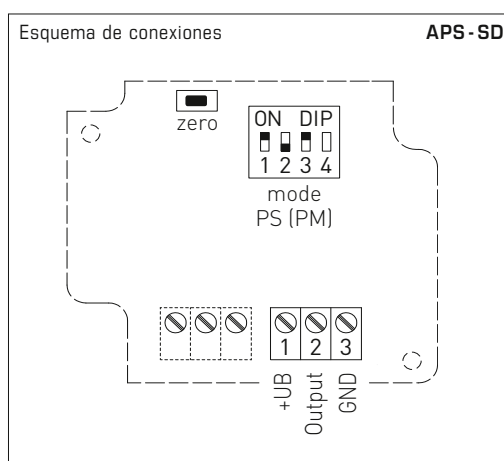 Esquema de conexiones APS-SD
zero
ON DIP
1 2 3 4
mode
PS (PM)
1 2 3
+UB Output GND